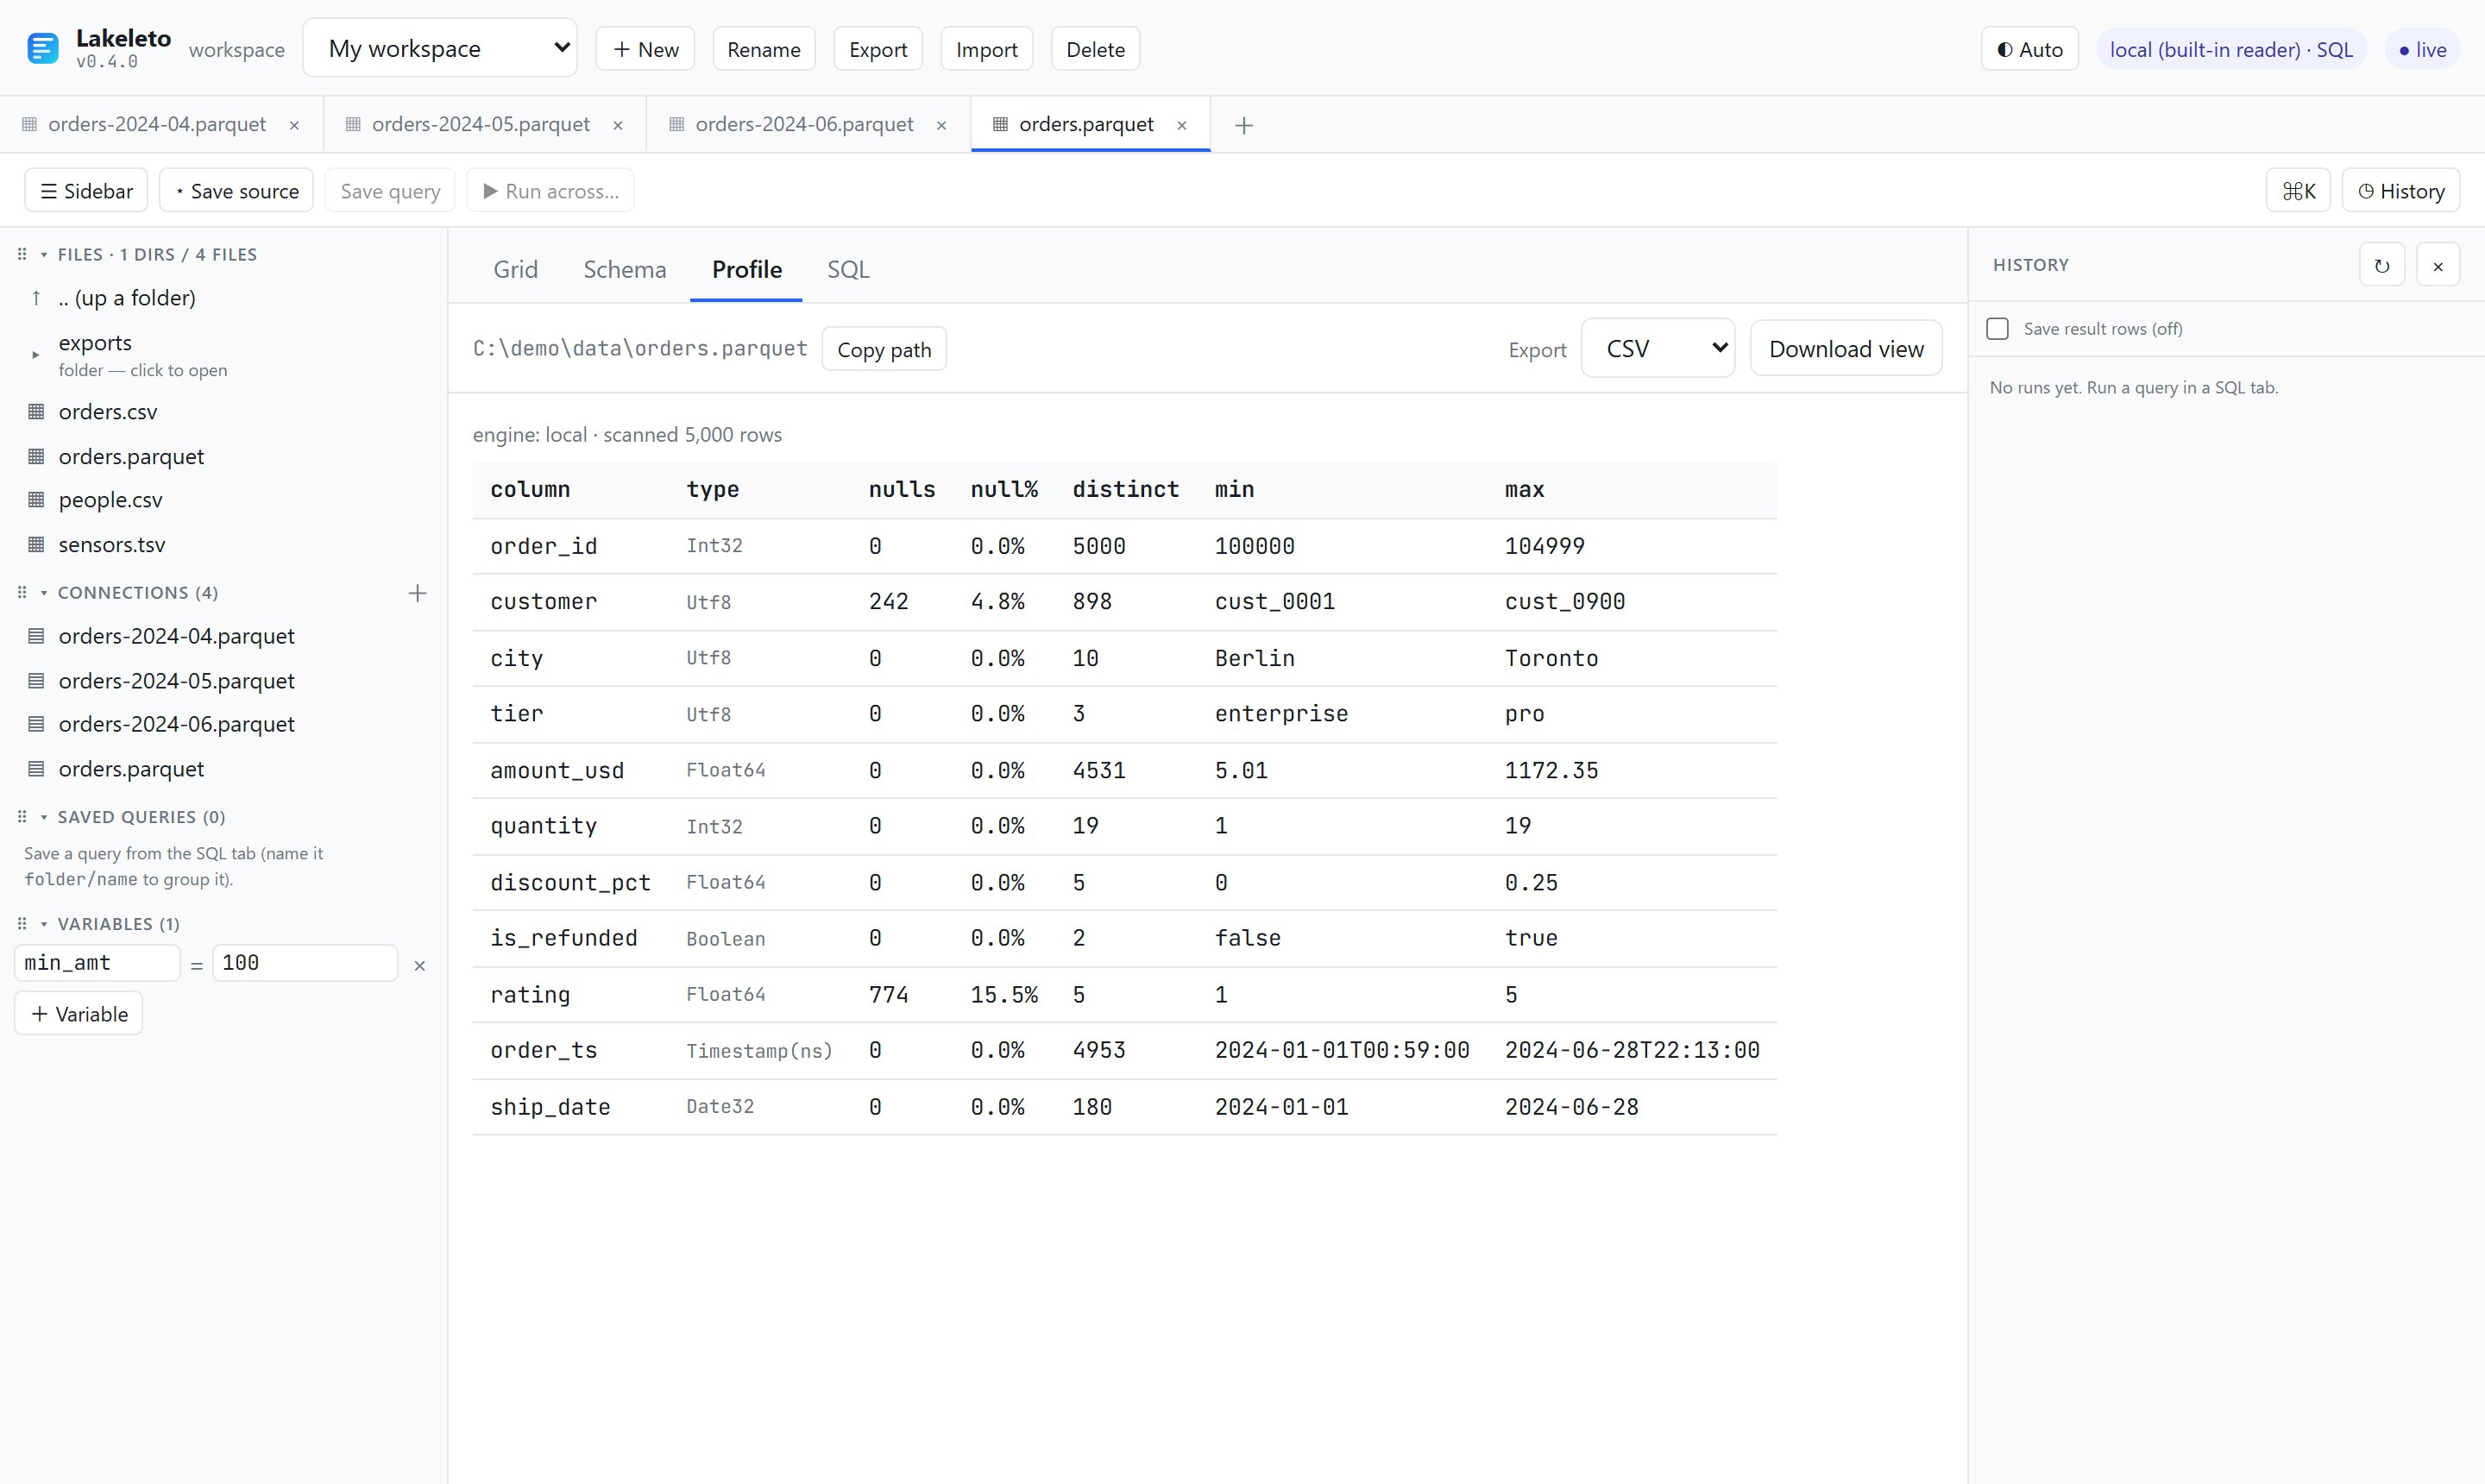 Lakeleto
v0.4.0
workspace
My workspace
+ New
Rename
Export
Import
Delete
◐ Auto
local (built-in reader) · SQL
● live
orders-2024-04.parquet ×
orders-2024-05.parquet ×
orders-2024-06.parquet ×
orders.parquet ×
+
☰ Sidebar
Save source
Save query
▶ Run across...
⌘K
History
FILES · 1 DIRS / 4 FILES
↑ .. (up a folder)
exports
folder — click to open
orders.csv
orders.parquet
people.csv
sensors.tsv
CONNECTIONS (4) +
orders-2024-04.parquet
orders-2024-05.parquet
orders-2024-06.parquet
orders.parquet
SAVED QUERIES (0)
Save a query from the SQL tab (name it
folder/name to group it).
VARIABLES (1)
min_amt = 100 ×
+ Variable
Grid Schema Profile SQL
C:\demo\data\orders.parquet Copy path Export CSV Download view
engine: local · scanned 5,000 rows
column type nulls null% distinct min max
order_id Int32 0 0.0% 5000 100000 104999
customer Utf8 242 4.8% 898 cust_0001 cust_0900
city Utf8 0 0.0% 10 Berlin Toronto
tier Utf8 0 0.0% 3 enterprise pro
amount_usd Float64 0 0.0% 4531 5.01 1172.35
quantity Int32 0 0.0% 19 1 19
discount_pct Float64 0 0.0% 5 0 0.25
is_refunded Boolean 0 0.0% 2 false true
rating Float64 774 15.5% 5 1 5
order_ts Timestamp(ns) 0 0.0% 4953 2024-01-01T00:59:00 2024-06-28T22:13:00
ship_date Date32 0 0.0% 180 2024-01-01 2024-06-28
HISTORY ↻ ×
Save result rows (off)
No runs yet. Run a query in a SQL tab.